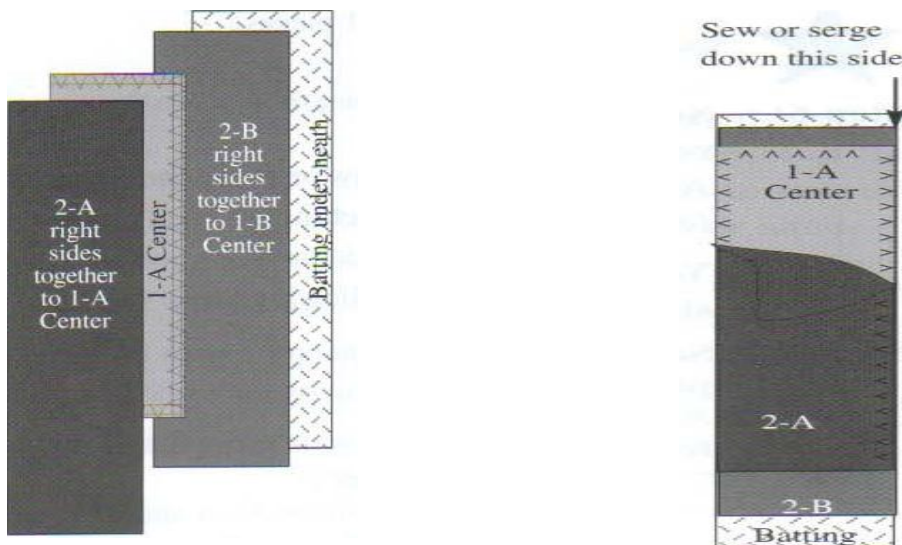 2-A
right
sides
together
to 1-A
Center
1-A Center
2-B
right
sides
together
to 1-B
Center
Batting under-neath
Sew or serge
down this side
1-A
Center
2-A
2-B
Batting